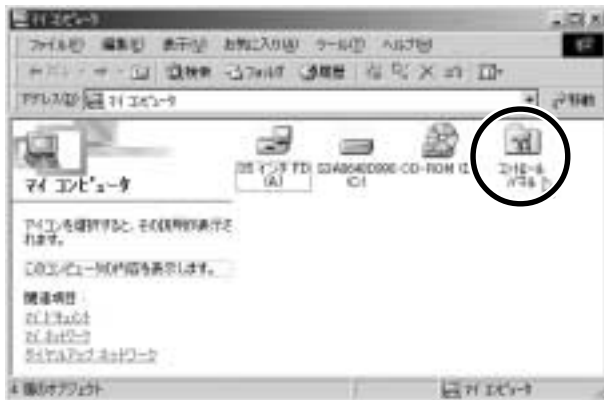 マイ コンピュータ
ファイル(F) 編集(E) 表示(V) お気に入り(A) ツール(T) ヘルプ(H)
検索 フォルダ 履歴
アドレス(D) マイ コンピュータ 移動
マイ コンピュータ
アイコンを選択すると、その説明が表示されます。
このコンピュータの内容を表示します。
関連項目:
マイ ドキュメント
マイ ネットワーク
ダイヤルアップ ネットワーク
3.5 インチ FD (A:)
(C:)
CD-ROM
コントロール パネル
4 個のオブジェクト マイ コンピュータ